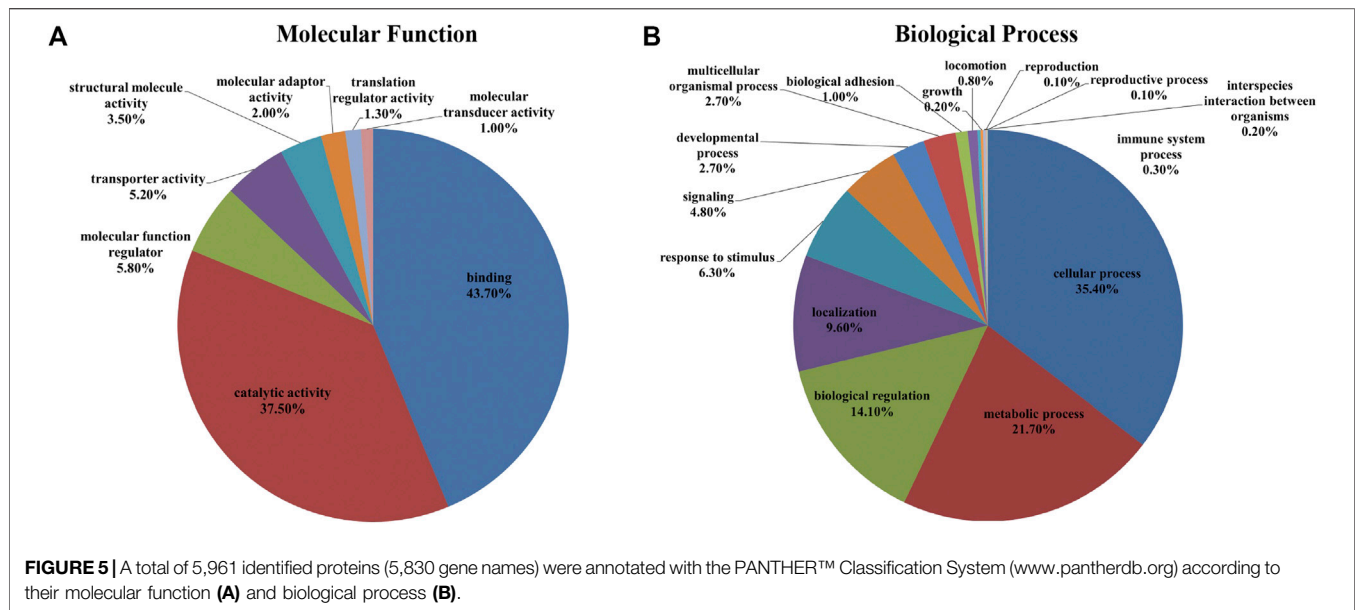 A
Molecular Function
structural molecule
activity
3.50%
molecular adaptor
activity
2.00%
translation
regulator activity
1.30%
molecular
transducer activity
1.00%
transporter activity
5.20%
molecular function
regulator
5.80%
binding
43.70%
catalytic activity
37.50%
B
Biological Process
multicellular
organismal process
2.70%
biological adhesion
1.00%
locomotion
0.80%
growth
0.20%
reproduction
0.10%
reproductive process
0.10%
interspecies
interaction between
organisms
0.20%
immune system
process
0.30%
developmental
process
2.70%
signaling
4.80%
response to stimulus
6.30%
localization
9.60%
cellular process
35.40%
biological regulation
14.10%
metabolic process
21.70%
FIGURE 5 | A total of 5,961 identified proteins (5,830 gene names) were annotated with the PANTHER™ Classification System (www.pantherdb.org) according to
their molecular function (A) and biological process (B).